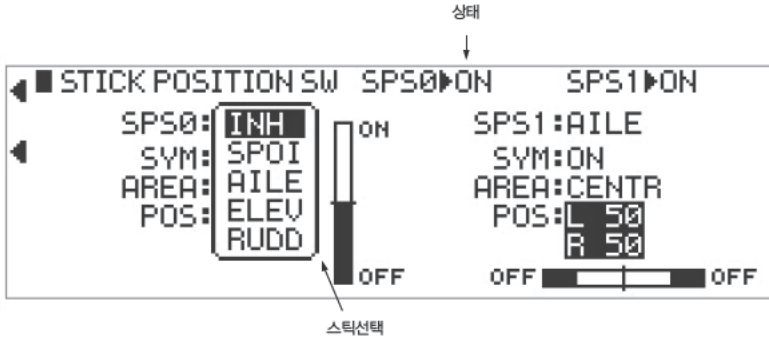 상태
STICK POSITION SW SPS0▶ON SPS1▶ON
SPS0: INH ON SPS1:AILE
SYM: SPOI SYM:ON
AREA: AILE AREA:CENTR
POS: ELEV POS:L 50
RUDD R 50
OFF OFF OFF
스틱선택